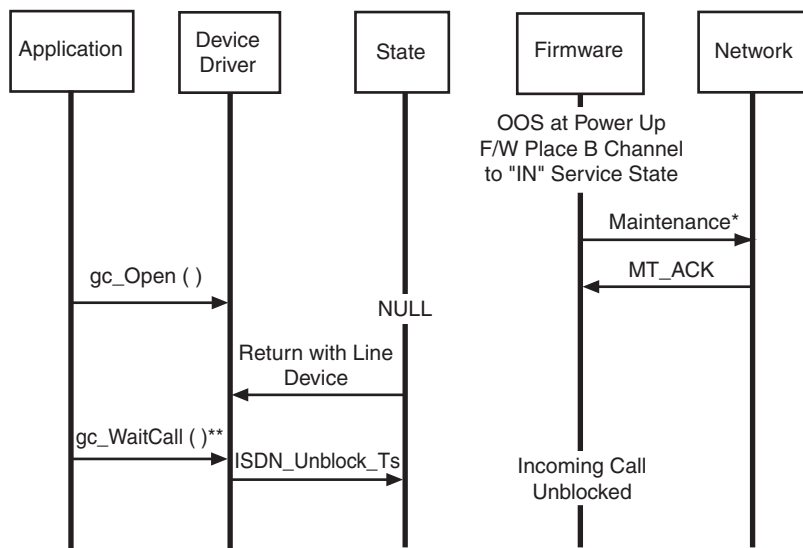 Application
Device
Driver
State
Firmware
Network
OOS at Power Up
F/W Place B Channel
to "IN" Service State
Maintenance*
MT_ACK
gc_Open ( )
NULL
Return with Line
Device
gc_WaitCall ( )**
ISDN_Unblock_Ts
Incoming Call
Unblocked